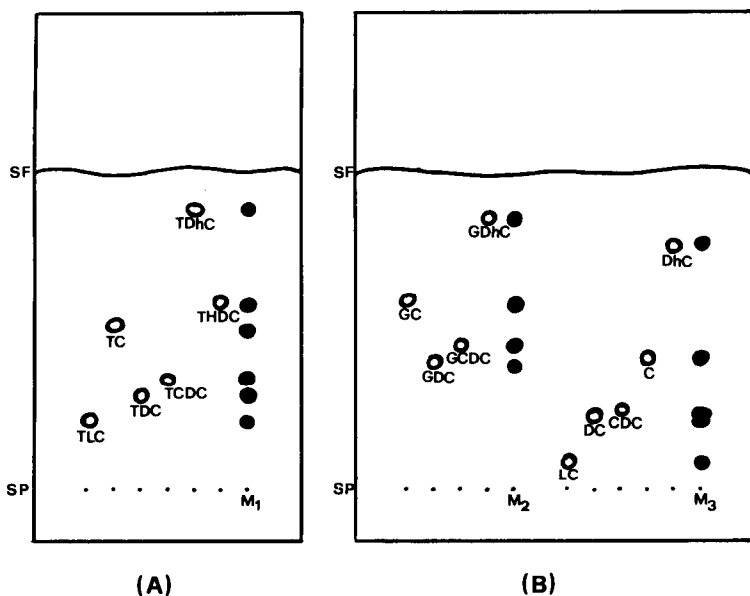 SF
SF
TDhC
GDhC
DhC
THDC
GC
TC
GCDC
GDC
C
TCDC
TDC
DC
CDC
TLC
LC
SP
SP
M1
M2
M3
(A)
(B)